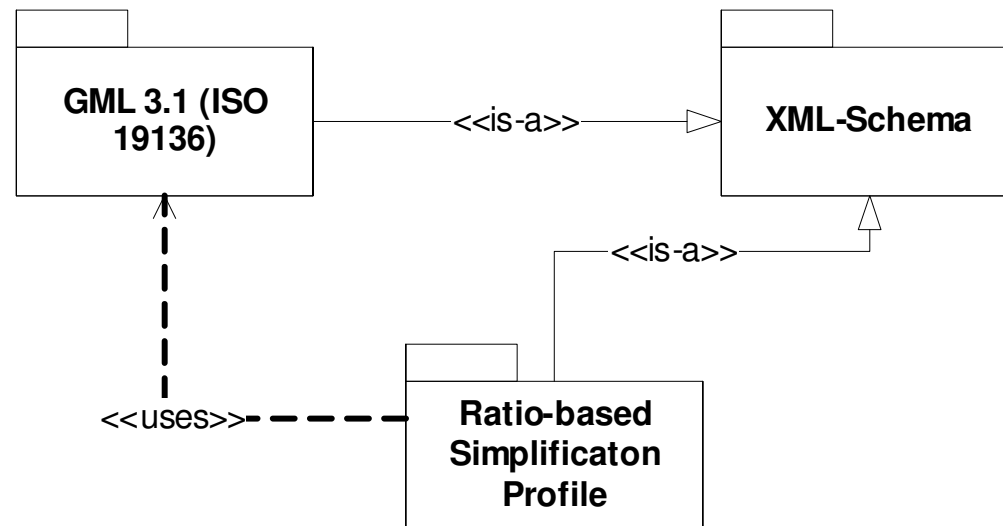 GML 3.1 (ISO
19136)
<<is-a>>
XML-Schema
<<is-a>>
<<uses>>
Ratio-based
Simplificaton
Profile